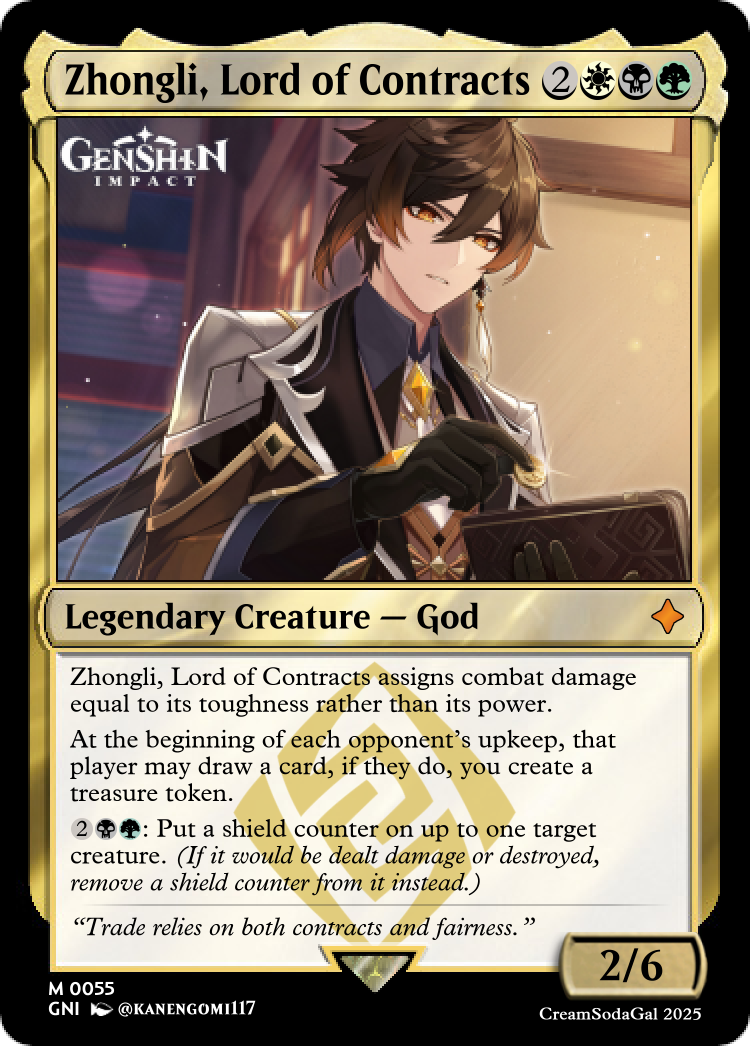 Zhongli, Lord of Contracts 2
GENSHIN
IMPACT
Legendary Creature — God
Zhongli, Lord of Contracts assigns combat damage
equal to its toughness rather than its power.
At the beginning of each opponent's upkeep, that
player may draw a card, if they do, you create a
treasure token.
2: Put a shield counter on up to one target
creature. (If it would be dealt damage or destroyed,
remove a shield counter from it instead.)
“Trade relies on both contracts and fairness.”
2/6
M 0055
GNI @KANENGOMI117
CreamSodaGal 2025